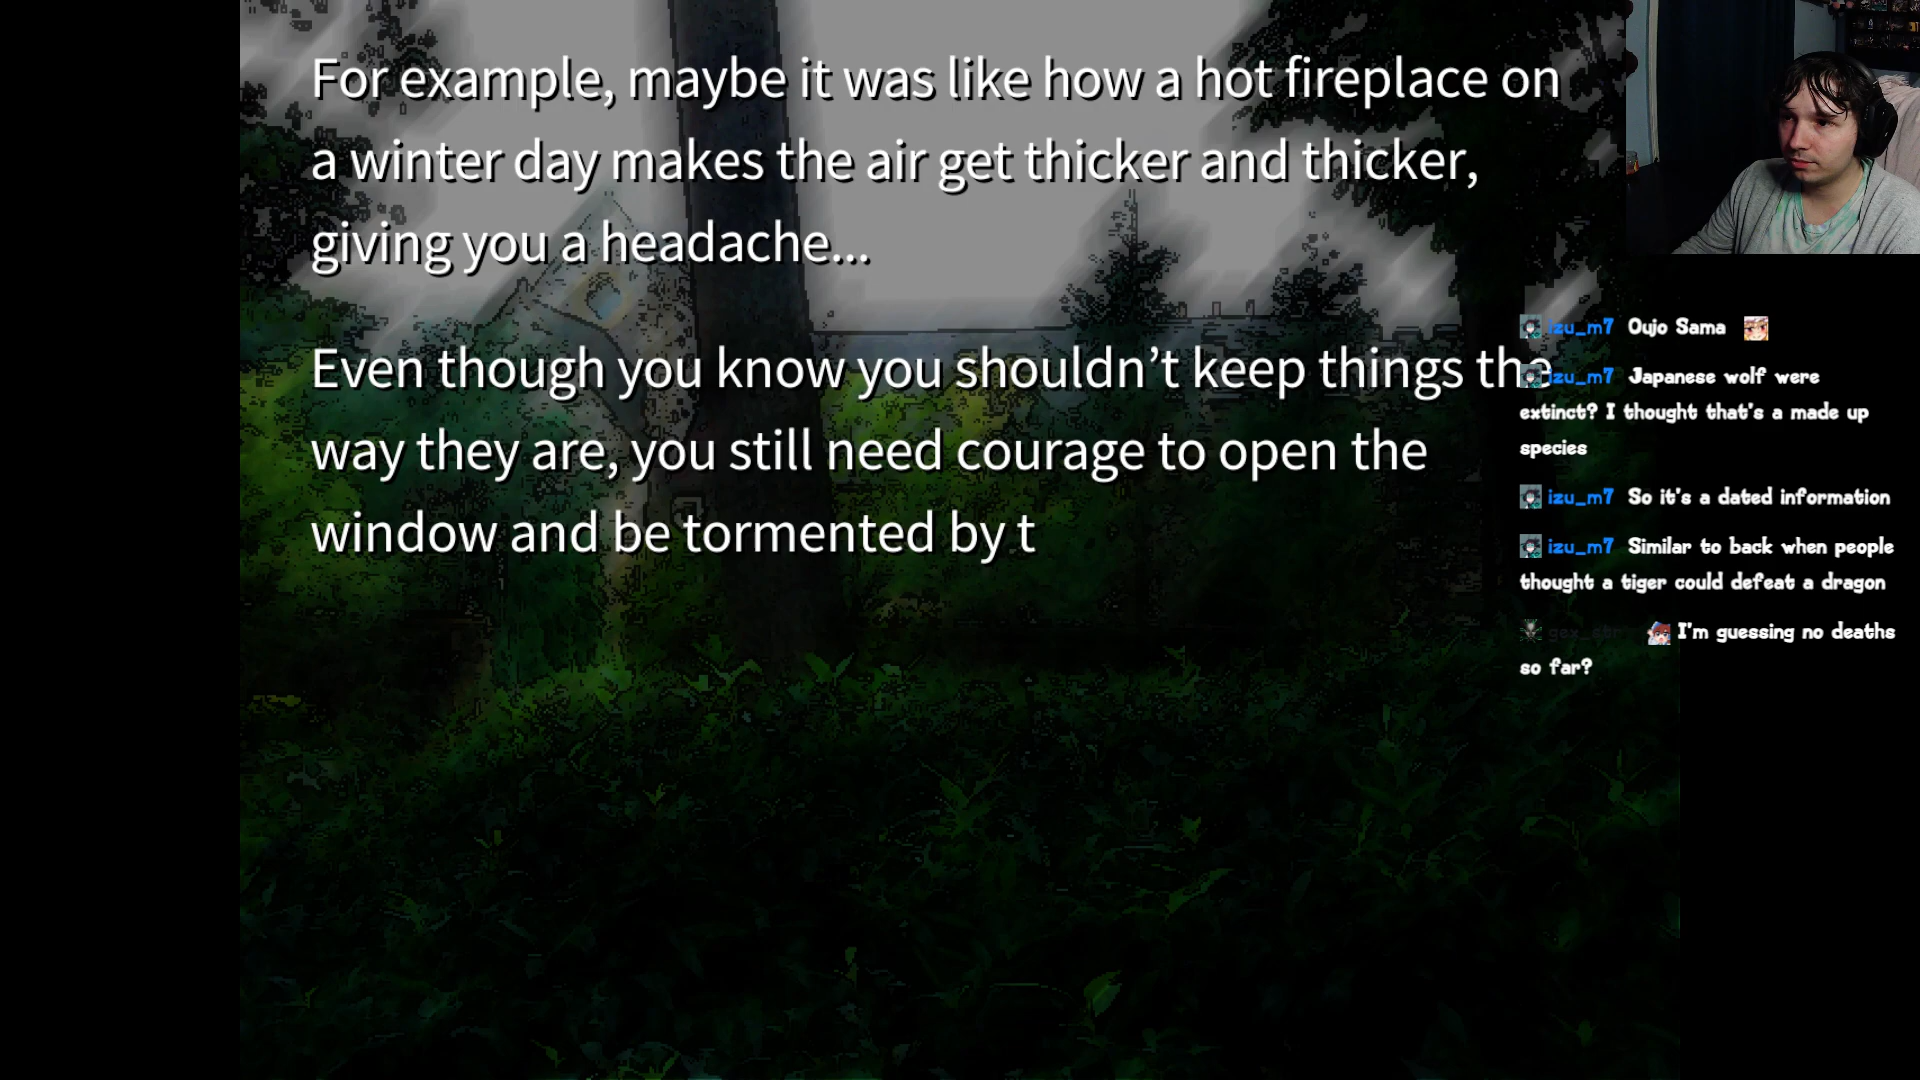 For example, maybe it was like how a hot fireplace on
a winter day makes the air get thicker and thicker,
giving you a headache...
Even though you know you shouldn't keep things the
way they are, you still need courage to open the
window and be tormented by t
izu_m7 Oujo Sama
izu_m7 Japanese wolf were
extinct? I thought that's a made up
species
izu_m7 So it's a dated information
izu_m7 Similar to back when people
thought a tiger could defeat a dragon
I'm guessing no deaths
so far?